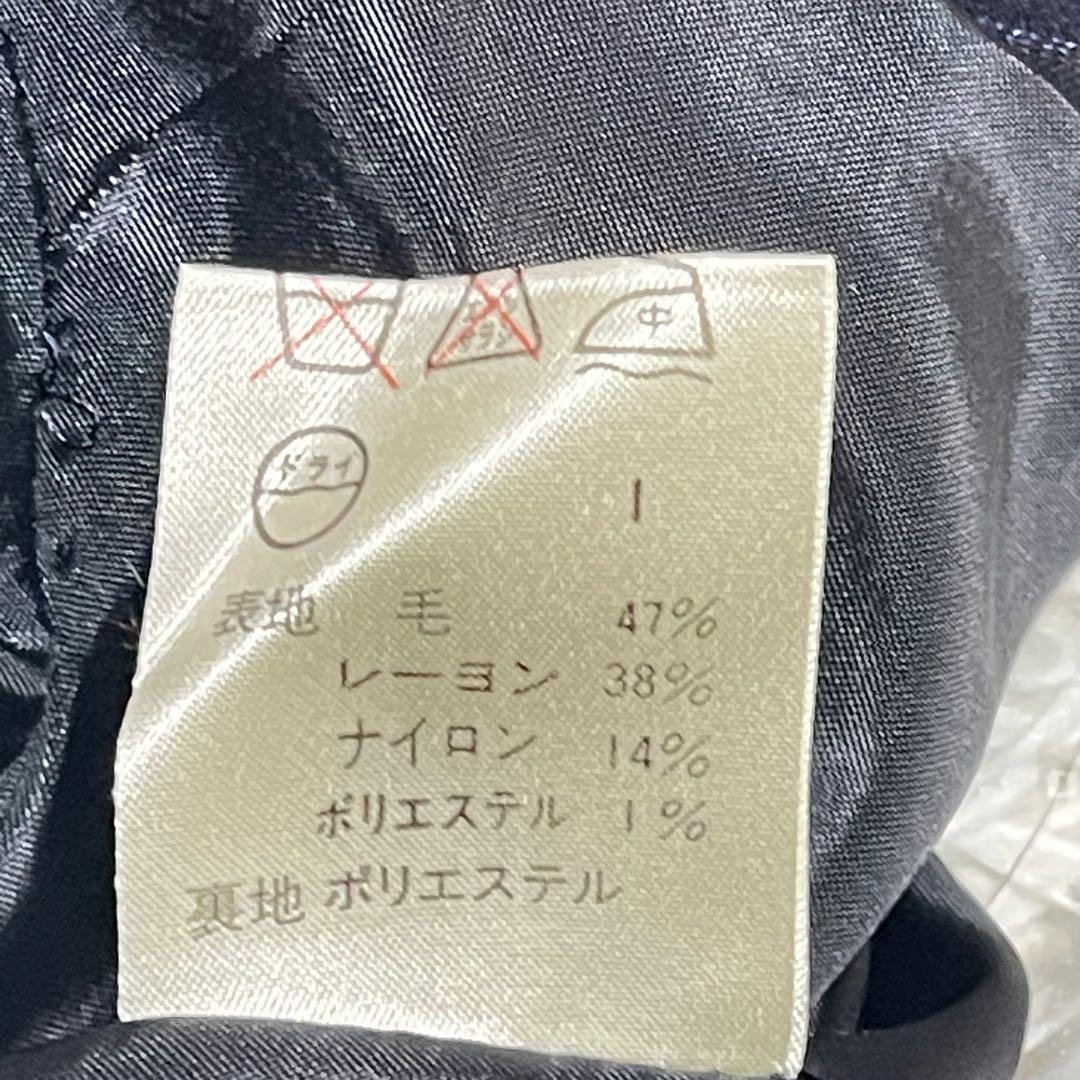 中
ドライ
I
表地 毛 47%
レーヨン 38%
ナイロン 14%
ポリエステル 1%
裏地 ポリエステル